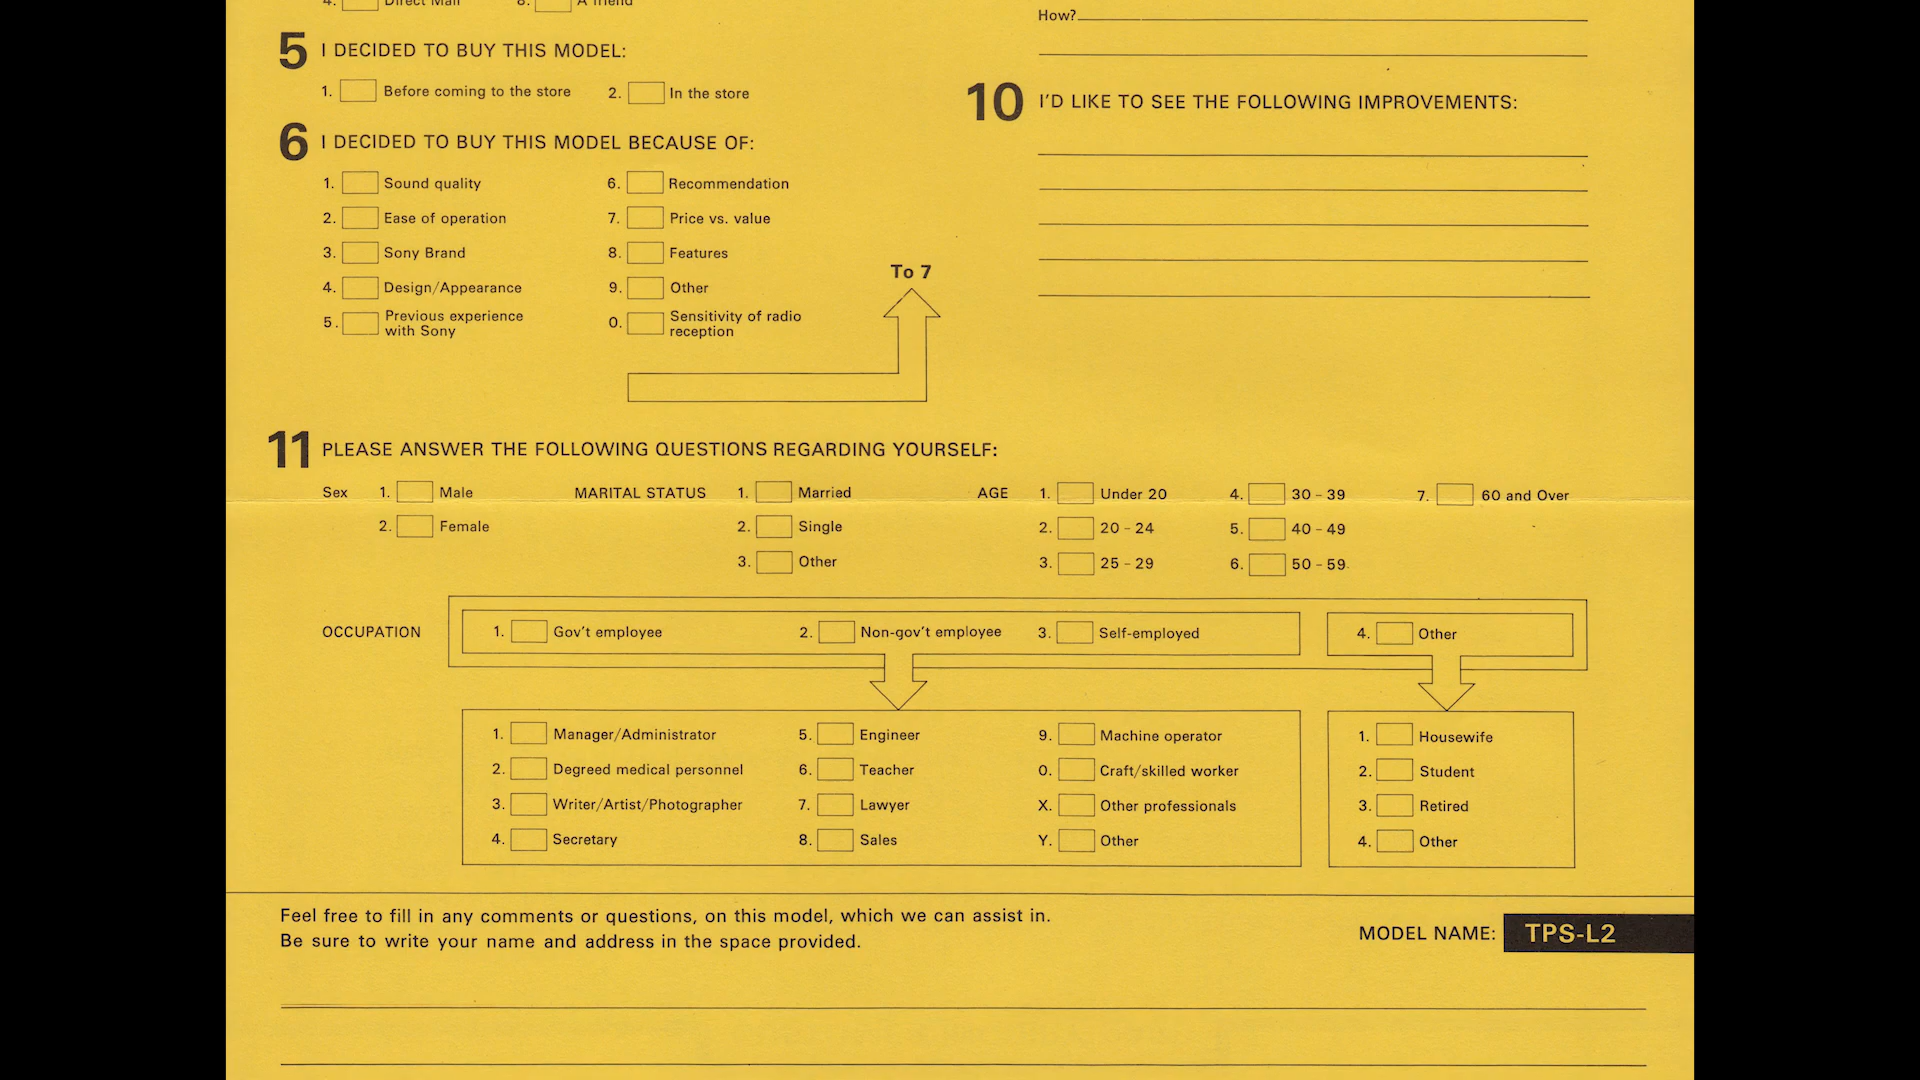 4. Direct Mail 8. A friend
5 I DECIDED TO BUY THIS MODEL:
1. Before coming to the store 2. In the store
6 I DECIDED TO BUY THIS MODEL BECAUSE OF:
1. Sound quality 6. Recommendation
2. Ease of operation 7. Price vs. value
3. Sony Brand 8. Features
4. Design/Appearance 9. Other
5. Previous experience with Sony 0. Sensitivity of radio reception
To 7
How?
10 I'D LIKE TO SEE THE FOLLOWING IMPROVEMENTS:
11 PLEASE ANSWER THE FOLLOWING QUESTIONS REGARDING YOURSELF:
Sex 1. Male MARITAL STATUS 1. Married AGE 1. Under 20 4. 30 - 39 7. 60 and Over
2. Female 2. Single 2. 20 - 24 5. 40 - 49
3. Other 3. 25 - 29 6. 50 - 59
OCCUPATION 1. Gov't employee 2. Non-gov't employee 3. Self-employed 4. Other
1. Manager/Administrator 5. Engineer 9. Machine operator 1. Housewife
2. Degreed medical personnel 6. Teacher 0. Craft/skilled worker 2. Student
3. Writer/Artist/Photographer 7. Lawyer X. Other professionals 3. Retired
4. Secretary 8. Sales Y. Other 4. Other
Feel free to fill in any comments or questions, on this model, which we can assist in.
Be sure to write your name and address in the space provided.
MODEL NAME: TPS-L2